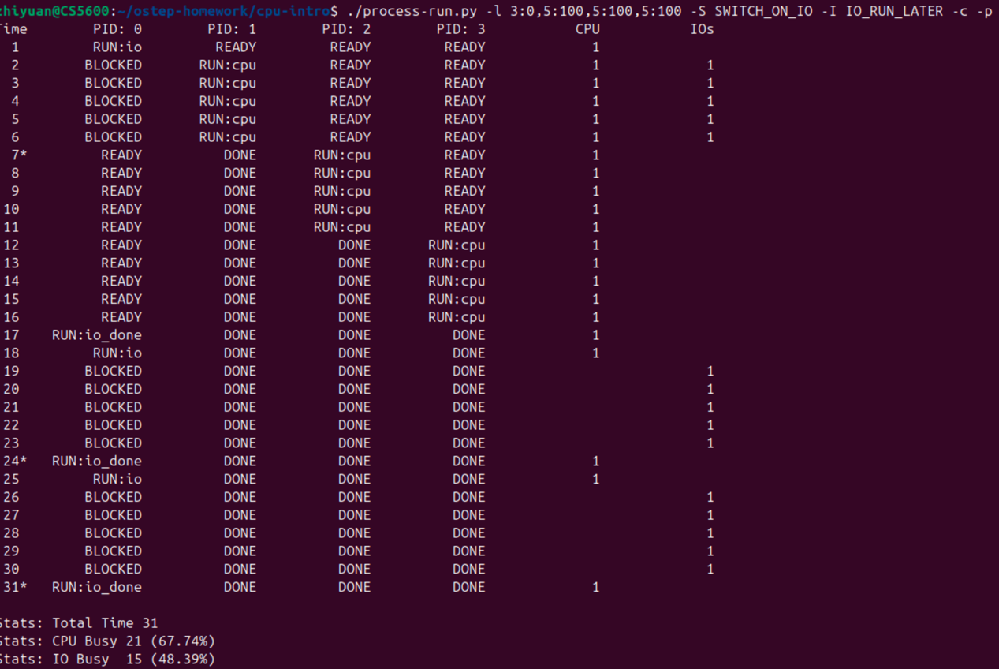 zhiyuan@CS5600:~/ostep-homework/cpu-intro$ ./process-run.py -l 3:0,5:100,5:100,5:100 -S SWITCH_ON_IO -I IO_RUN_LATER -c -p
Time PID: 0 PID: 1 PID: 2 PID: 3 CPU IOs
1 RUN:io READY READY READY 1
2 BLOCKED RUN:cpu READY READY 1 1
3 BLOCKED RUN:cpu READY READY 1 1
4 BLOCKED RUN:cpu READY READY 1 1
5 BLOCKED RUN:cpu READY READY 1 1
6 BLOCKED RUN:cpu READY READY 1 1
7* READY DONE RUN:cpu READY 1
8 READY DONE RUN:cpu READY 1
9 READY DONE RUN:cpu READY 1
10 READY DONE RUN:cpu READY 1
11 READY DONE RUN:cpu READY 1
12 READY DONE DONE RUN:cpu 1
13 READY DONE DONE RUN:cpu 1
14 READY DONE DONE RUN:cpu 1
15 READY DONE DONE RUN:cpu 1
16 READY DONE DONE RUN:cpu 1
17 RUN:io_done DONE DONE DONE 1
18 RUN:io DONE DONE DONE 1
19 BLOCKED DONE DONE DONE 1
20 BLOCKED DONE DONE DONE 1
21 BLOCKED DONE DONE DONE 1
22 BLOCKED DONE DONE DONE 1
23 BLOCKED DONE DONE DONE 1
24* RUN:io_done DONE DONE DONE 1
25 RUN:io DONE DONE DONE 1
26 BLOCKED DONE DONE DONE 1
27 BLOCKED DONE DONE DONE 1
28 BLOCKED DONE DONE DONE 1
29 BLOCKED DONE DONE DONE 1
30 BLOCKED DONE DONE DONE 1
31* RUN:io_done DONE DONE DONE 1
Stats: Total Time 31
Stats: CPU Busy 21 (67.74%)
Stats: IO Busy 15 (48.39%)